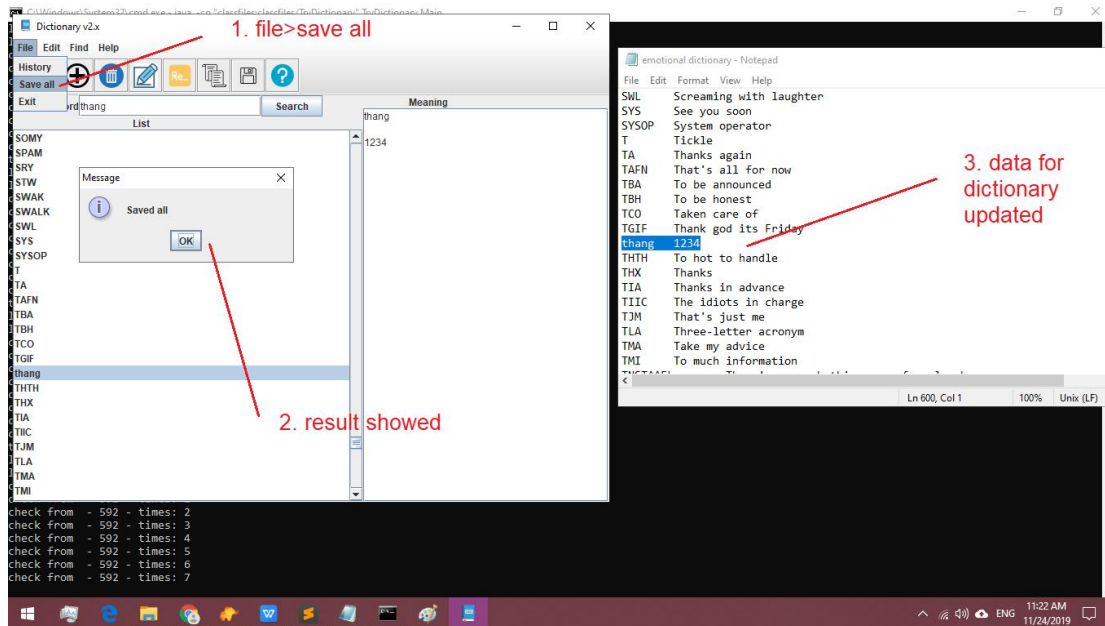 C:\Windows\System32\cmd.exe - java -cp "classfiles;classfiles/TryDictionary" TryDictionary.Main
Dictionary v2.x
1. file>save all
File Edit Find Help
History
Save all
Exit
Re...
thang
Search
List
Meaning
thang
1234
SOMY
SPAM
SRY
STW
SWAK
SWALK
SWL
SYS
SYSOP
T
TA
TAFN
TBA
TBH
TCO
TGIF
thang
THTH
THX
TIA
TIIC
TJM
TLA
TMA
TMI
Message
Saved all
OK
2. result showed
emotional dictionary - Notepad
File Edit Format View Help
SWL Screaming with laughter
SYS See you soon
SYSOP System operator
T Tickle
TA Thanks again
TAFN That's all for now
TBA To be announced
TBH To be honest
TCO Taken care of
TGIF Thank god its Friday
thang 1234
THTH To hot to handle
THX Thanks
TIA Thanks in advance
TIIC The idiots in charge
TJM That's just me
TLA Three-letter acronym
TMA Take my advice
TMI To much information
Ln 600, Col 1 100% Unix (LF)
3. data for
dictionary
updated
check from - 592 - times: 2
check from - 592 - times: 3
check from - 592 - times: 4
check from - 592 - times: 5
check from - 592 - times: 6
check from - 592 - times: 7
ENG
11:22 AM
11/24/2019